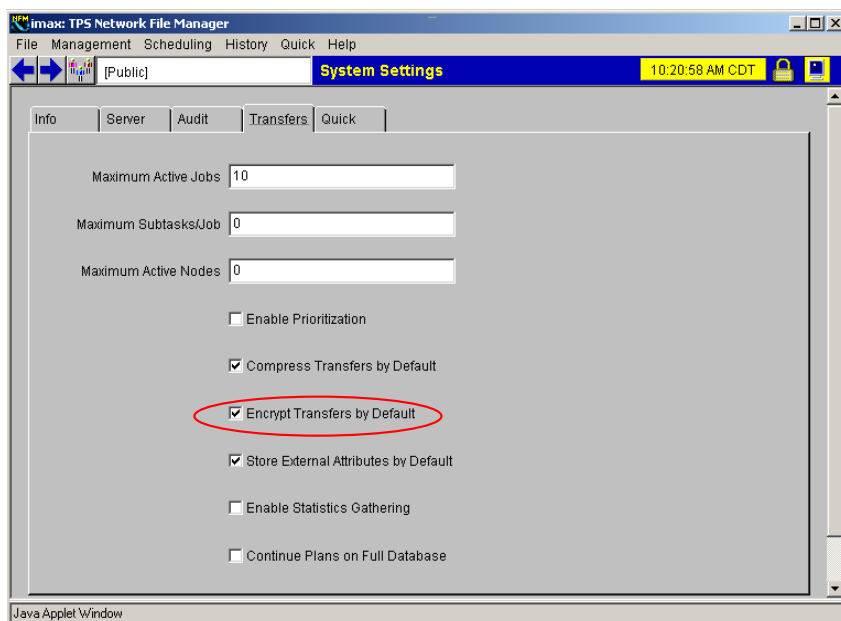 NFM imax: TPS Network File Manager
File Management Scheduling History Quick Help
[Public] System Settings 10:20:58 AM CDT
Info Server Audit Transfers Quick
Maximum Active Jobs 10
Maximum Subtasks/Job 0
Maximum Active Nodes 0
Enable Prioritization
Compress Transfers by Default
Encrypt Transfers by Default
Store External Attributes by Default
Enable Statistics Gathering
Continue Plans on Full Database
Java Applet Window